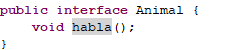 public interface Animal {
    void habla();
}